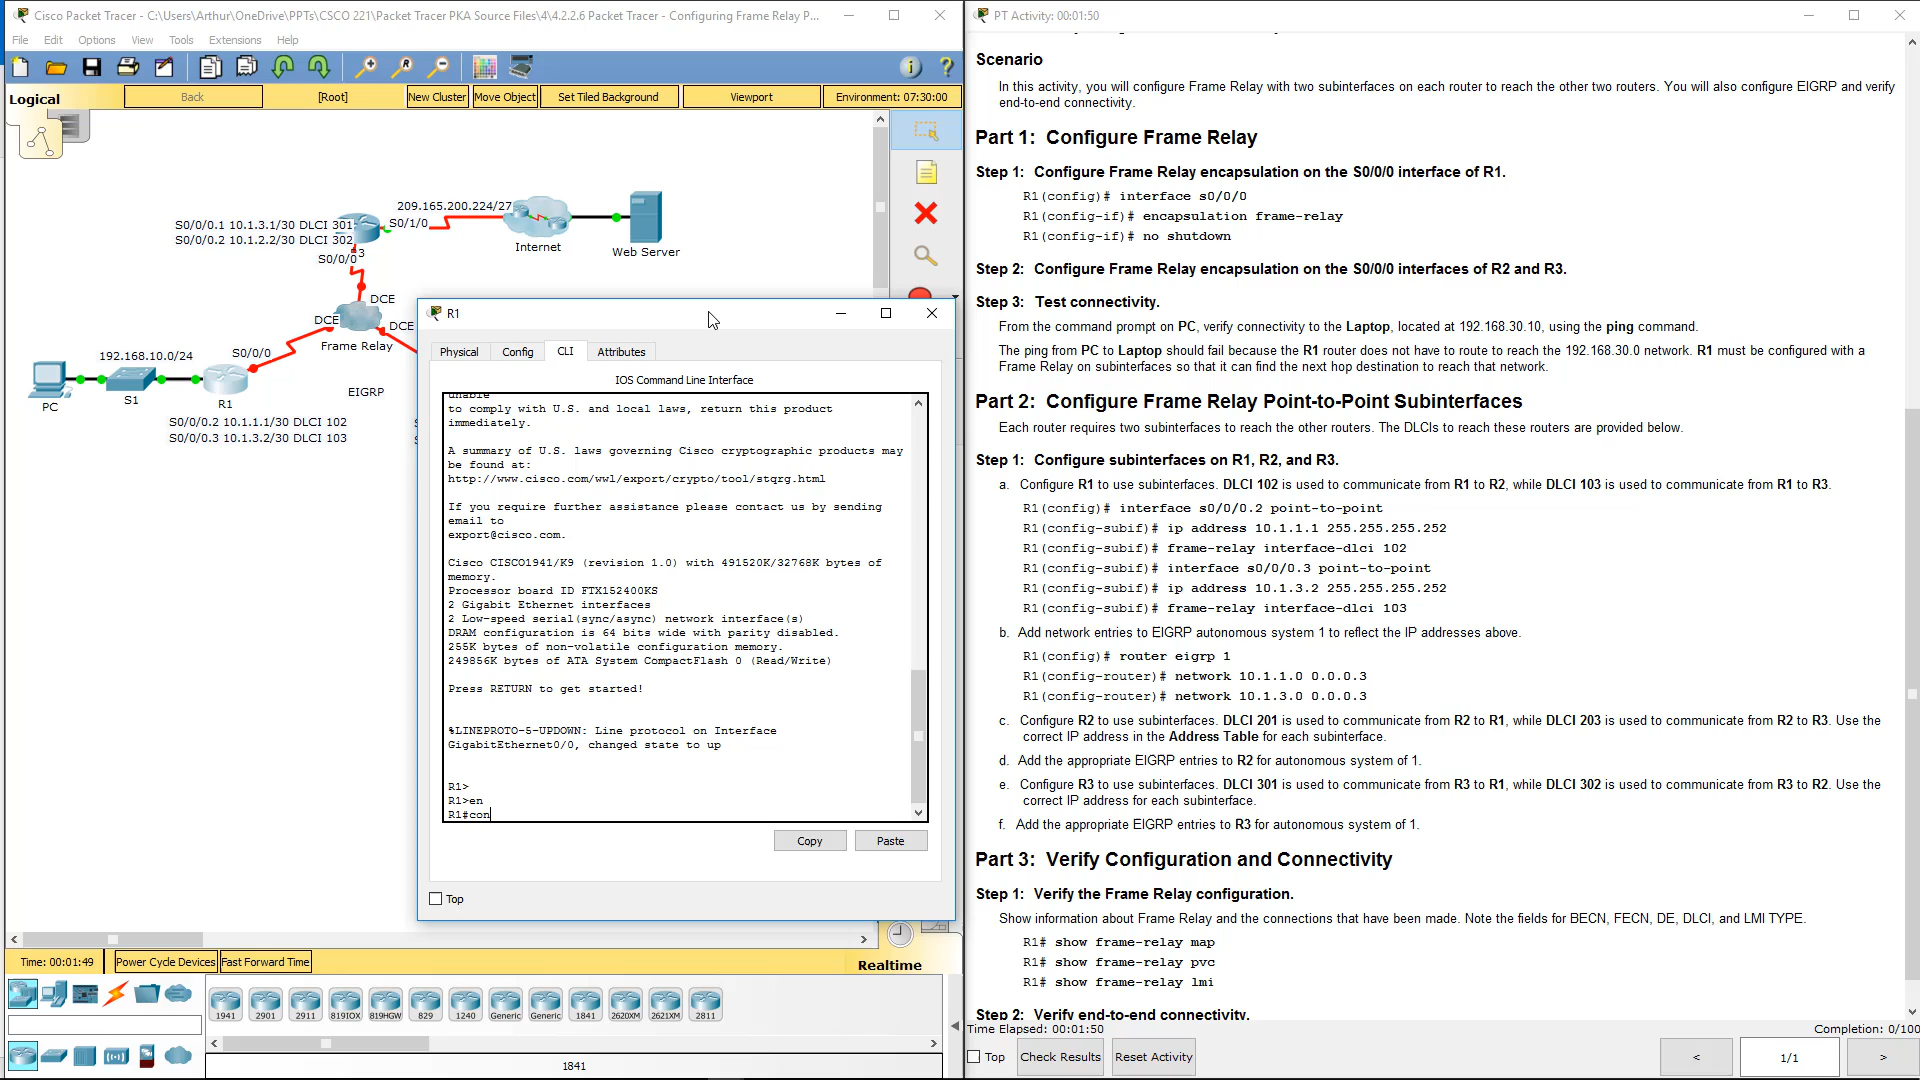 Cisco Packet Tracer - C:\Users\Arthur\OneDrive\PPTs\CSCO 221\Packet Tracer PKA Source Files\4\4.2.2.6 Packet Tracer - Configuring Frame Relay P...
File Edit Options View Tools Extensions Help
Logical
Back
[Root]
New Cluster
Move Object
Set Tiled Background
Viewport
Environment: 07:30:00
209.165.200.224/27
S0/0/0.1 10.1.3.1/30 DLCI 301
S0/1/0
S0/0/0.2 10.1.2.2/30 DLCI 302
Internet
Web Server
S0/0/0
DCE
DCE
DCE
Frame Relay
192.168.10.0/24
S0/0/0
PC
S1
R1
EIGRP
S0/0/0.2 10.1.1.1/30 DLCI 102
S0/0/0.3 10.1.3.2/30 DLCI 103
R1
Physical
Config
CLI
Attributes
IOS Command Line Interface
unable
to comply with U.S. and local laws, return this product
immediately.
A summary of U.S. laws governing Cisco cryptographic products may
be found at:
http://www.cisco.com/wwl/export/crypto/tool/stqrg.html
If you require further assistance please contact us by sending
email to
export@cisco.com.
Cisco CISCO1941/K9 (revision 1.0) with 491520K/32768K bytes of
memory.
Processor board ID FTX152400KS
2 Gigabit Ethernet interfaces
2 Low-speed serial(sync/async) network interface(s)
DRAM configuration is 64 bits wide with parity disabled.
255K bytes of non-volatile configuration memory.
249856K bytes of ATA System CompactFlash 0 (Read/Write)
Press RETURN to get started!
%LINEPROTO-5-UPDOWN: Line protocol on Interface
GigabitEthernet0/0, changed state to up
R1>
R1>en
R1#con
Copy
Paste
Top
Time: 00:01:49
Power Cycle Devices
Fast Forward Time
Realtime
1941
2901
2911
819IOX
819HGW
829
1240
Generic
Generic
1841
2620XM
2621XM
2811
1841
PT Activity: 00:01:50
Scenario
In this activity, you will configure Frame Relay with two subinterfaces on each router to reach the other two routers. You will also configure EIGRP and verify
end-to-end connectivity.
Part 1: Configure Frame Relay
Step 1: Configure Frame Relay encapsulation on the S0/0/0 interface of R1.
R1(config)# interface s0/0/0
R1(config-if)# encapsulation frame-relay
R1(config-if)# no shutdown
Step 2: Configure Frame Relay encapsulation on the S0/0/0 interfaces of R2 and R3.
Step 3: Test connectivity.
From the command prompt on PC, verify connectivity to the Laptop, located at 192.168.30.10, using the ping command.
The ping from PC to Laptop should fail because the R1 router does not have to route to reach the 192.168.30.0 network. R1 must be configured with a
Frame Relay on subinterfaces so that it can find the next hop destination to reach that network.
Part 2: Configure Frame Relay Point-to-Point Subinterfaces
Each router requires two subinterfaces to reach the other routers. The DLCIs to reach these routers are provided below.
Step 1: Configure subinterfaces on R1, R2, and R3.
a. Configure R1 to use subinterfaces. DLCI 102 is used to communicate from R1 to R2, while DLCI 103 is used to communicate from R1 to R3.
R1(config)# interface s0/0/0.2 point-to-point
R1(config-subif)# ip address 10.1.1.1 255.255.255.252
R1(config-subif)# frame-relay interface-dlci 102
R1(config-subif)# interface s0/0/0.3 point-to-point
R1(config-subif)# ip address 10.1.3.2 255.255.255.252
R1(config-subif)# frame-relay interface-dlci 103
b. Add network entries to EIGRP autonomous system 1 to reflect the IP addresses above.
R1(config)# router eigrp 1
R1(config-router)# network 10.1.1.0 0.0.0.3
R1(config-router)# network 10.1.3.0 0.0.0.3
c. Configure R2 to use subinterfaces. DLCI 201 is used to communicate from R2 to R1, while DLCI 203 is used to communicate from R2 to R3. Use the
correct IP address in the Address Table for each subinterface.
d. Add the appropriate EIGRP entries to R2 for autonomous system of 1.
e. Configure R3 to use subinterfaces. DLCI 301 is used to communicate from R3 to R1, while DLCI 302 is used to communicate from R3 to R2. Use the
correct IP address for each subinterface.
f. Add the appropriate EIGRP entries to R3 for autonomous system of 1.
Part 3: Verify Configuration and Connectivity
Step 1: Verify the Frame Relay configuration.
Show information about Frame Relay and the connections that have been made. Note the fields for BECN, FECN, DE, DLCI, and LMI TYPE.
R1# show frame-relay map
R1# show frame-relay pvc
R1# show frame-relay lmi
Step 2: Verify end-to-end connectivity.
Time Elapsed: 00:01:50
Completion: 0/100
Top
Check Results
Reset Activity
<
1/1
>